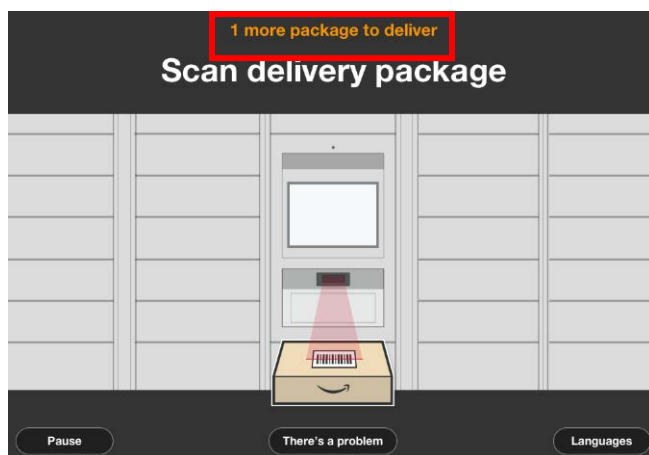 1 more package to deliver
Scan delivery package
Pause
There's a problem
Languages